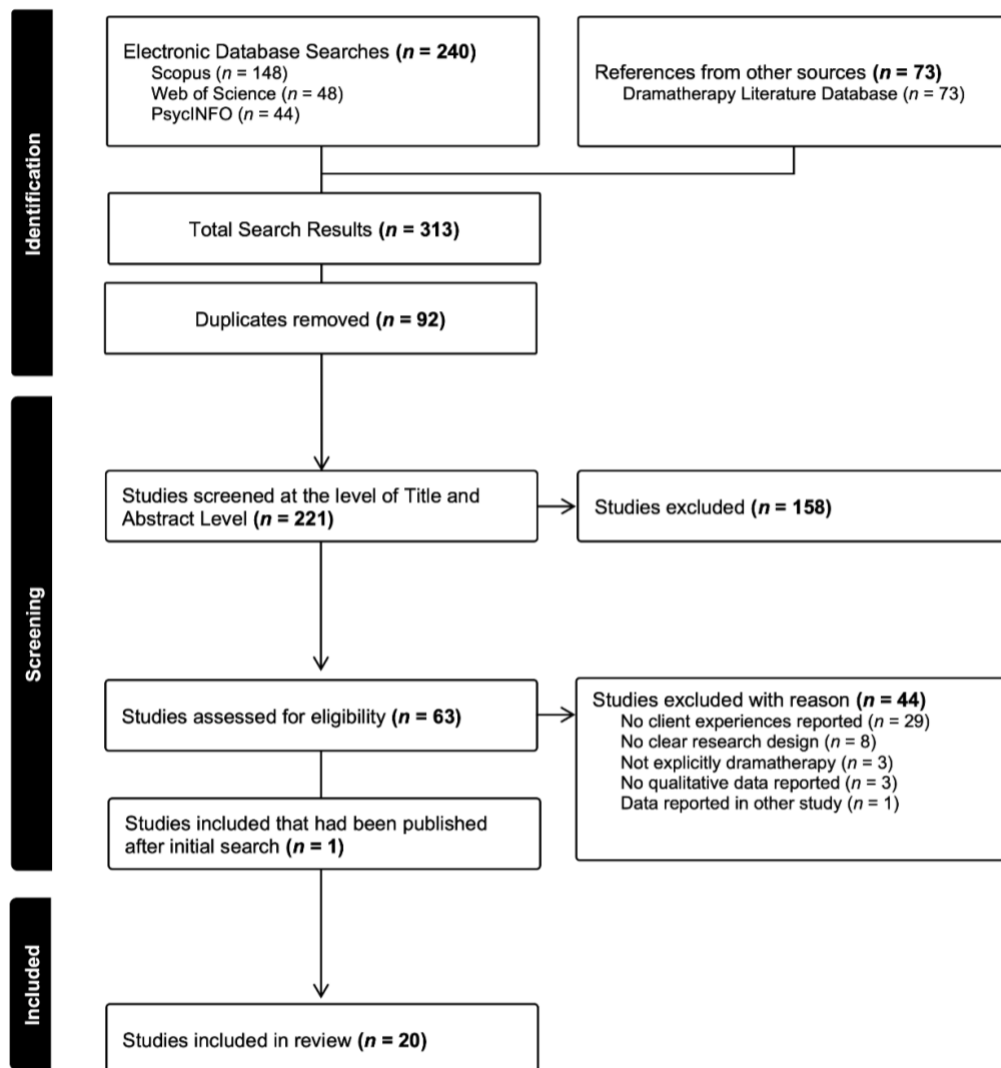 Identification
Electronic Database Searches (n = 240)
Scopus (n = 148)
Web of Science (n = 48)
PsycINFO (n = 44)
References from other sources (n = 73)
Dramatherapy Literature Database (n = 73)
Total Search Results (n = 313)
Duplicates removed (n = 92)
Screening
Studies screened at the level of Title and
Abstract Level (n = 221)
Studies excluded (n = 158)
Studies assessed for eligibility (n = 63)
Studies excluded with reason (n = 44)
No client experiences reported (n = 29)
No clear research design (n = 8)
Not explicitly dramatherapy (n = 3)
No qualitative data reported (n = 3)
Data reported in other study (n = 1)
Studies included that had been published
after initial search (n = 1)
Included
Studies included in review (n = 20)